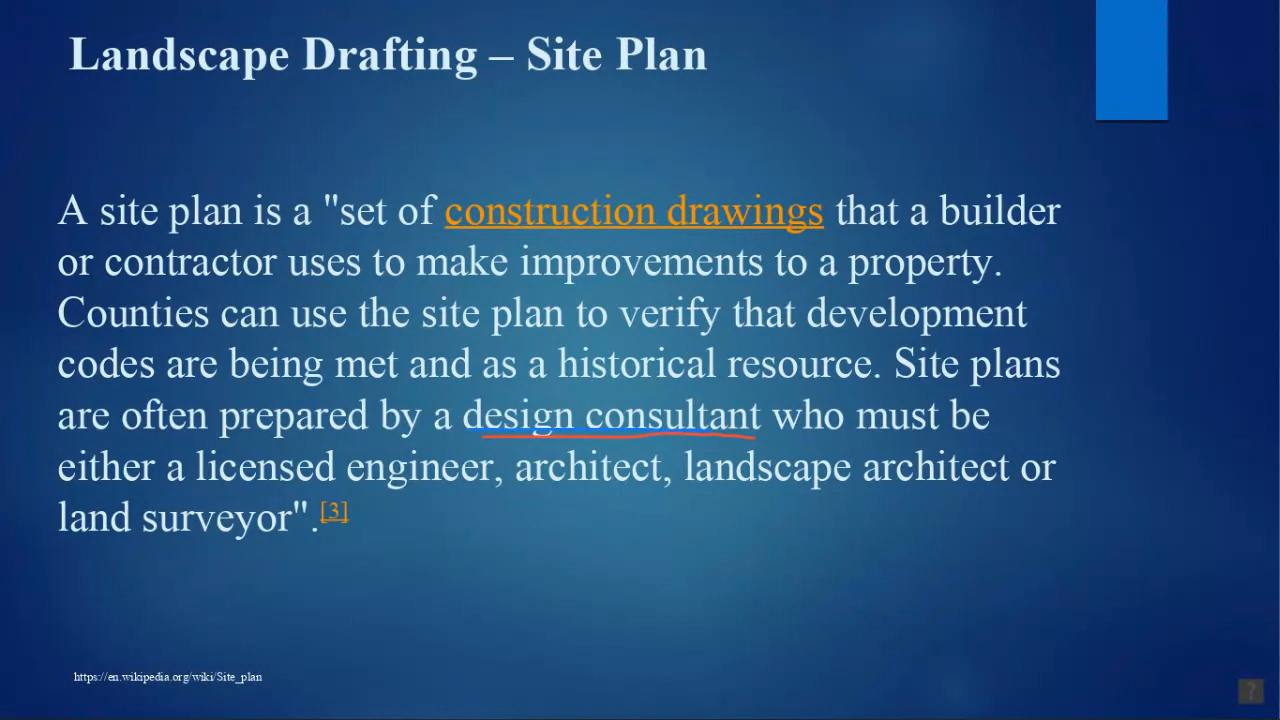 Landscape Drafting – Site Plan
A site plan is a "set of construction drawings that a builder
or contractor uses to make improvements to a property.
Counties can use the site plan to verify that development
codes are being met and as a historical resource. Site plans
are often prepared by a design consultant who must be
either a licensed engineer, architect, landscape architect or
land surveyor".[3]
https://en.wikipedia.org/wiki/Site_plan
?